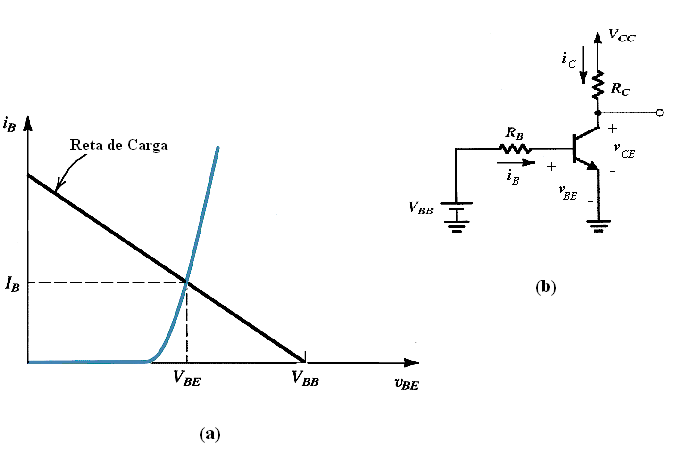 i_B
Reta de Carga
I_B
V_BE
V_BB
v_BE
(a)
V_CC
i_C
R_C
R_B
+
v_CE
-
i_B
+
v_BE
-
V_BB
(b)